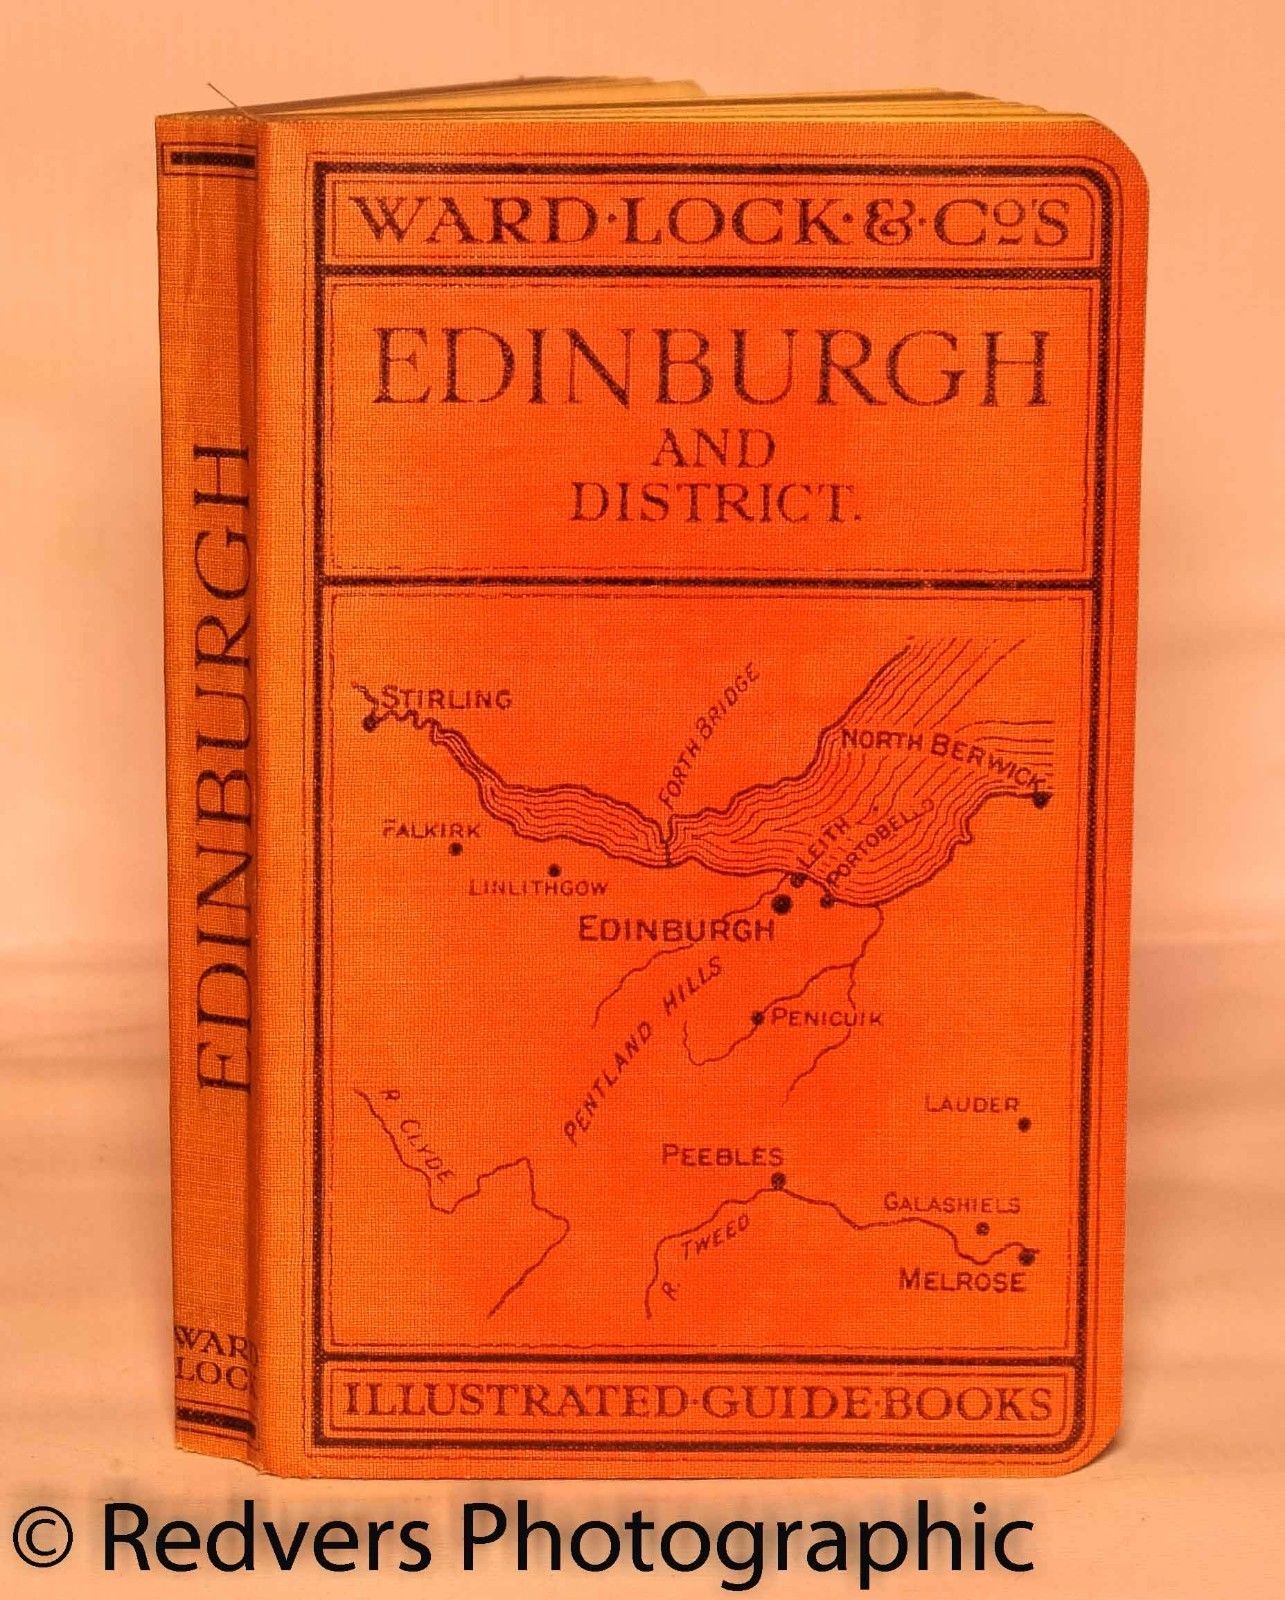 WARD·LOCK·&·Co's
EDINBURGH
AND
DISTRICT.
STIRLING
FORTH BRIDGE
NORTH BERWICK
FALKIRK
LEITH
PORTOBELLO
LINLITHGOW
EDINBURGH
PENTLAND HILLS
PENICUIK
R. CLYDE
LAUDER
PEEBLES
GALASHIELS
R. TWEED
MELROSE
ILLUSTRATED·GUIDE·BOOKS
EDINBURGH
WARD
LOCK
© Redvers Photographic